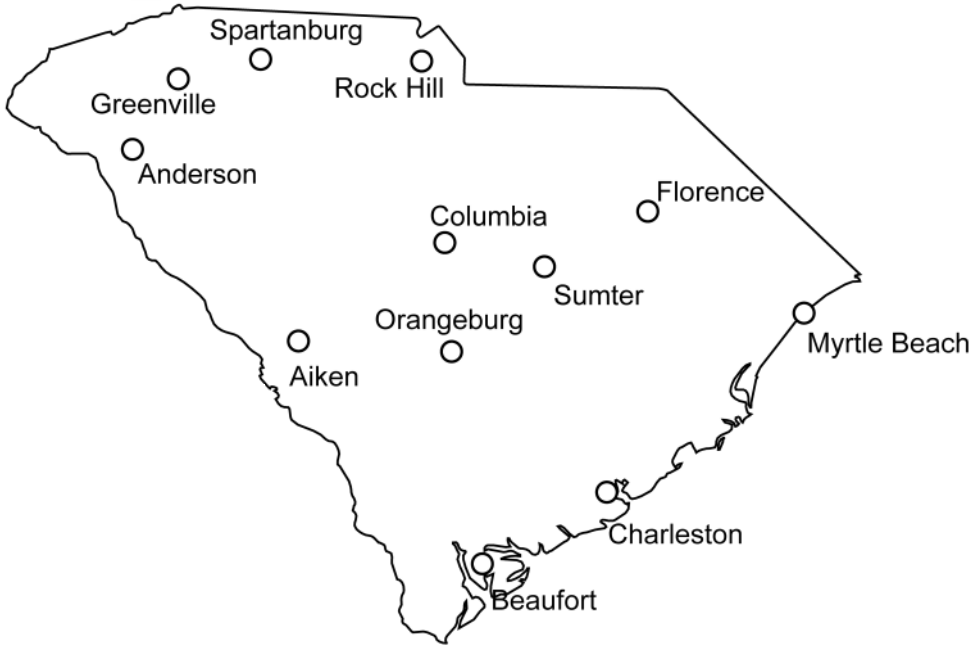 Spartanburg
Rock Hill
Greenville
Anderson
Florence
Columbia
Sumter
Orangeburg
Myrtle Beach
Aiken
Charleston
Beaufort